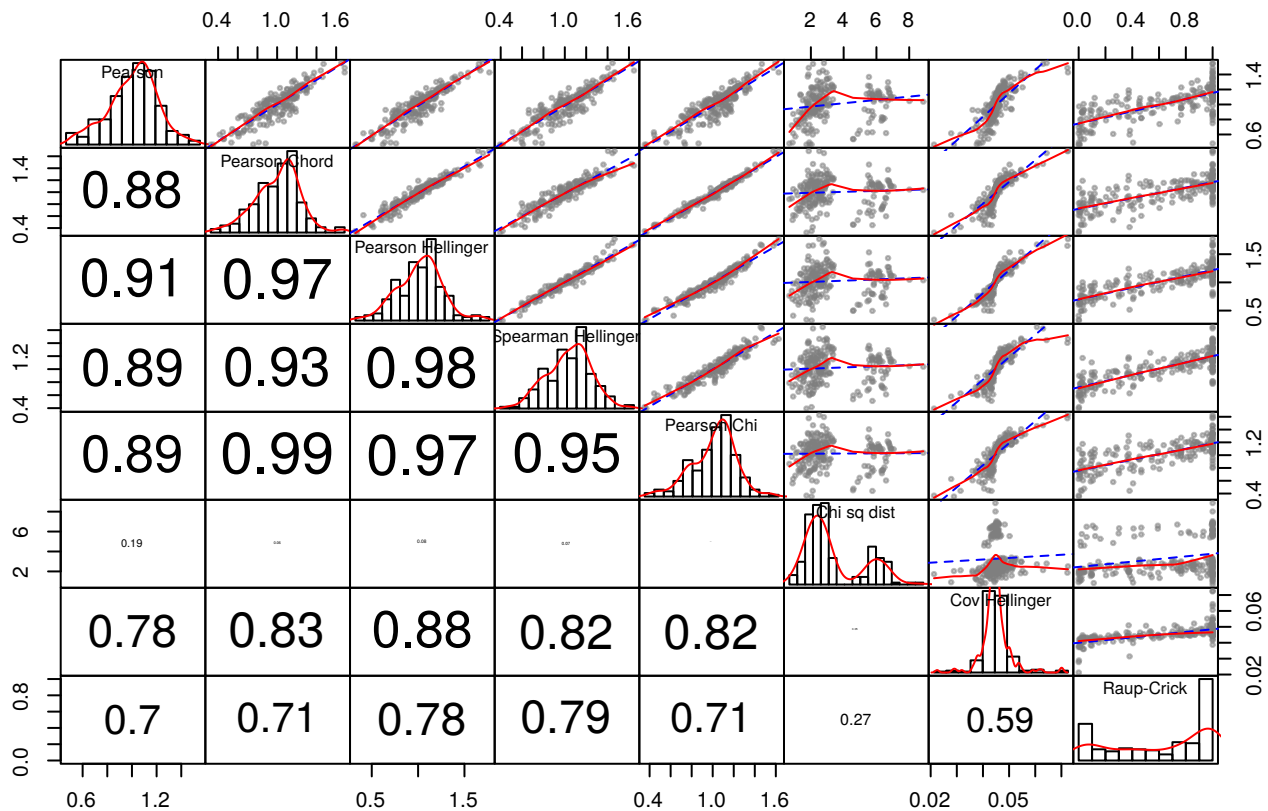 0.4 1.0 1.6 0.4 1.0 1.6 2 4 6 8 0.0 0.4 0.8
Pearson
0.6 1.4
Pearson Chord
0.4 1.4
0.88
Pearson Hellinger
0.91 0.97
0.5 1.5
Spearman Hellinger
0.4 1.2
0.89 0.93 0.98
Pearson Chi
0.89 0.99 0.97 0.95
0.4 1.2
Chi sq dist
2 6
0.19 0.08 0.07
Cov Hellinger
0.78 0.83 0.88 0.82 0.82
0.02 0.06
Raup-Crick
0.0 0.8
0.7 0.71 0.78 0.79 0.71 0.27 0.59
0.6 1.2 0.5 1.5 0.4 1.0 1.6 0.02 0.05